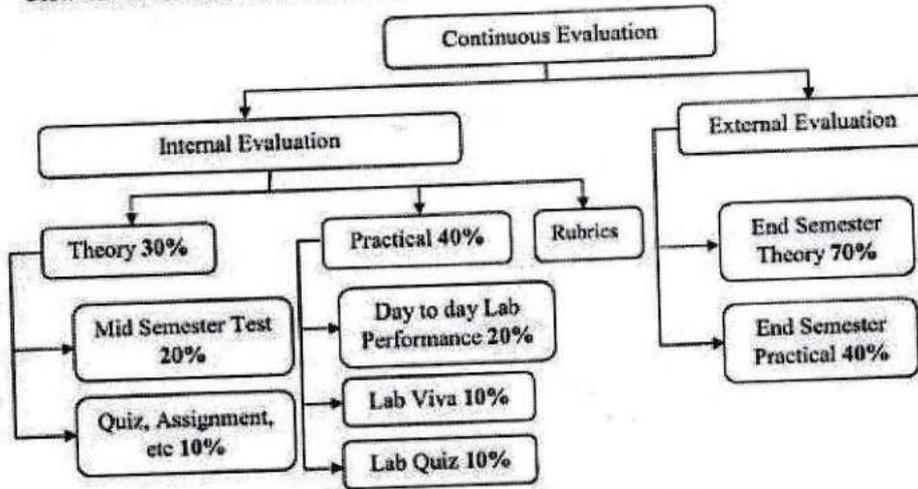 Continuous Evaluation
Internal Evaluation
External Evaluation
Theory 30%
Practical 40%
Rubrics
Mid Semester Test
20%
Quiz, Assignment,
etc 10%
Day to day Lab
Performance 20%
Lab Viva 10%
Lab Quiz 10%
End Semester
Theory 70%
End Semester
Practical 40%